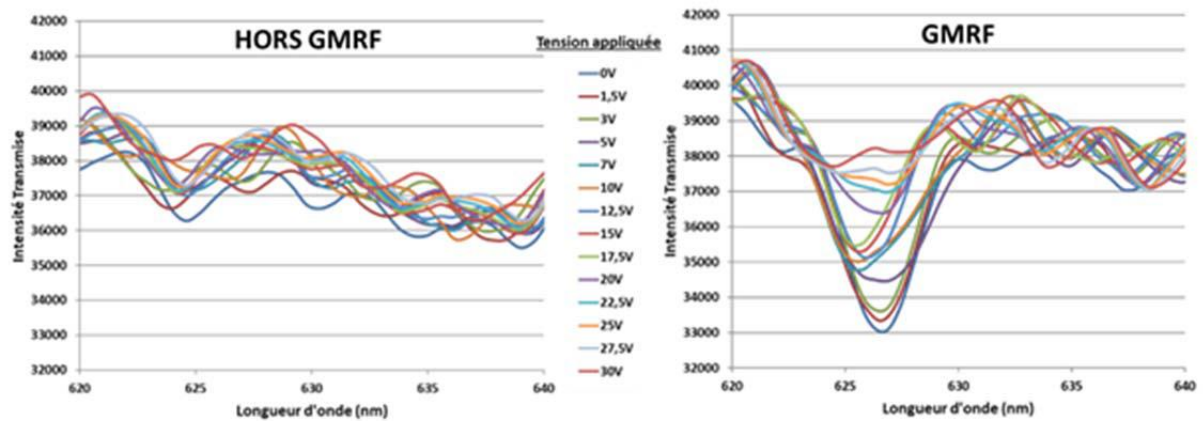 HORS GMRF
42000
41000
40000
39000
38000
37000
36000
35000
34000
33000
32000
Intensité Transmise
620
625
630
635
640
Longueur d'onde (nm)
Tension appliquée
0V
1,5V
3V
5V
7V
10V
12,5V
15V
17,5V
20V
22,5V
25V
27,5V
30V
GMRF
42000
41000
40000
39000
38000
37000
36000
35000
34000
33000
32000
Intensité Transmise
620
625
630
635
640
Longueur d'onde (nm)